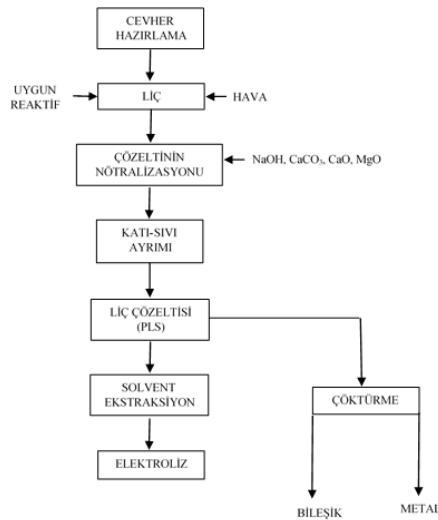 CEVHER
HAZIRLAMA
UYGUN
REAKTİF
LİÇ
HAVA
ÇÖZELTİNİN
NÖTRALİZASYONU
NaOH, CaCO₃, CaO, MgO
KATI-SIVI
AYRIMI
LİÇ ÇÖZELTİSİ
(PLS)
SOLVENT
EKSTRAKSİYON
ÇÖKTÜRME
ELEKTROLİZ
BİLEŞİK
METAL